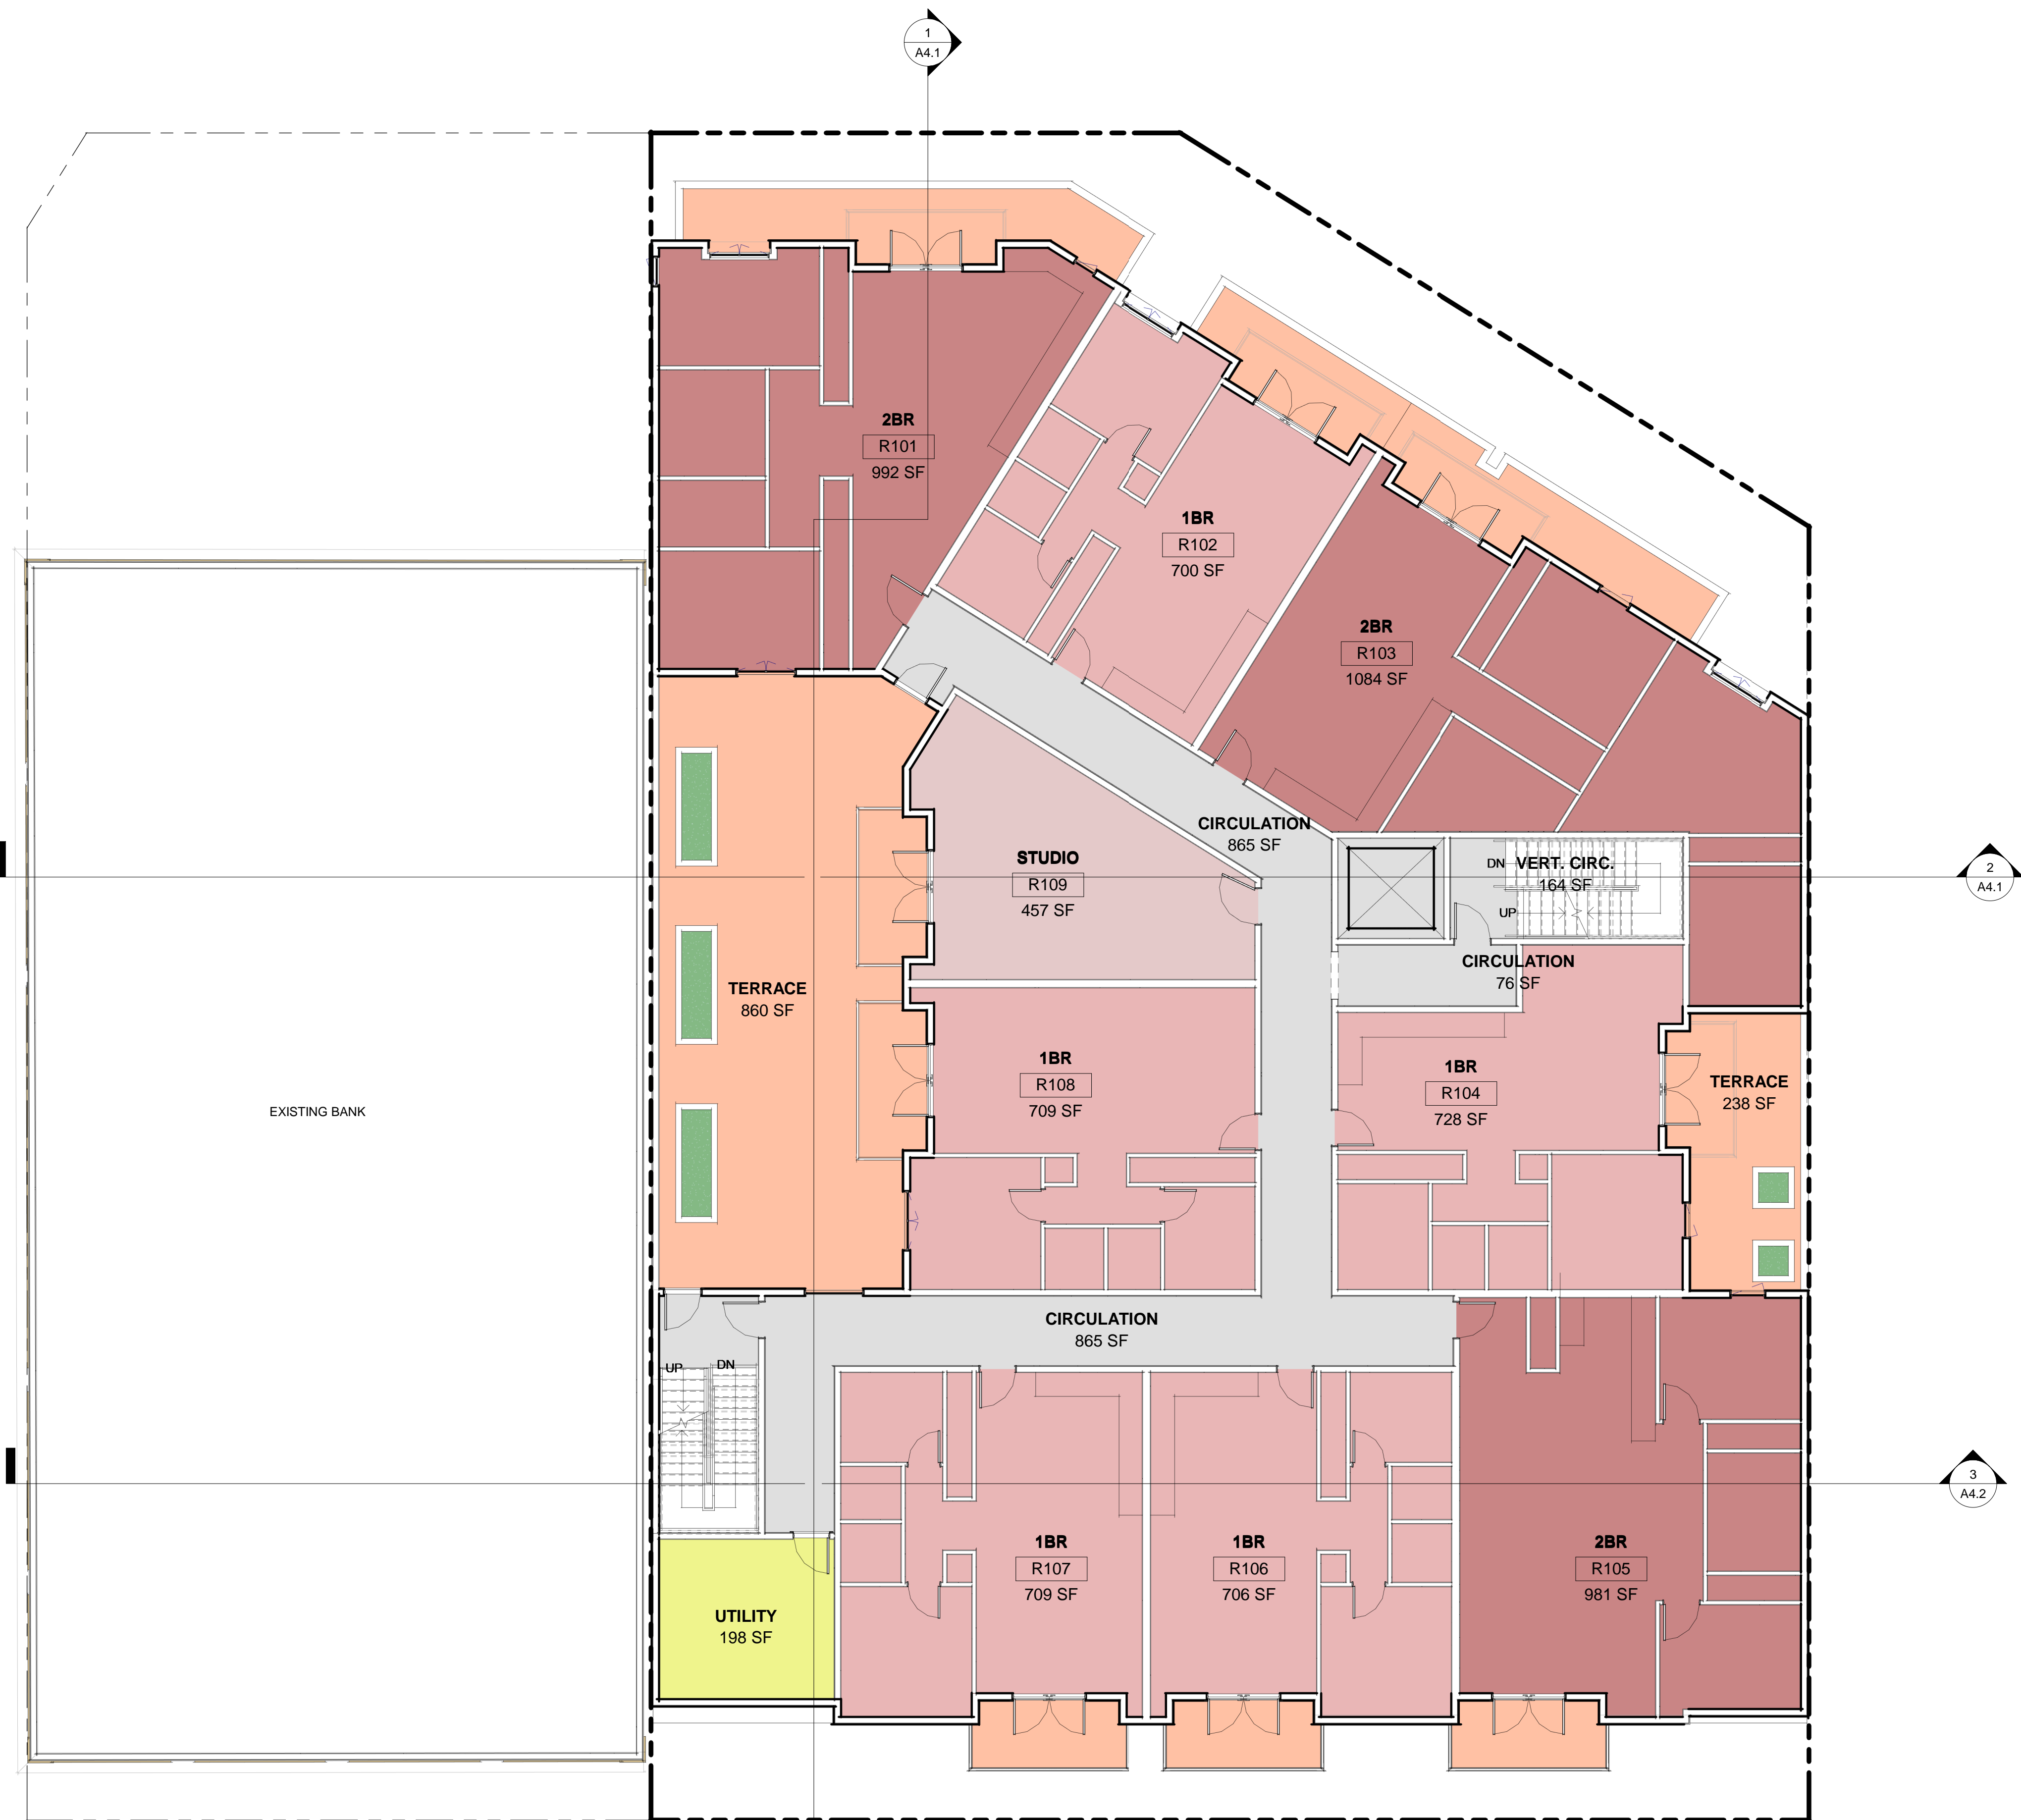 1
A4.1
2BR
R101
992 SF
1BR
R102
700 SF
2BR
R103
1084 SF
CIRCULATION
865 SF
STUDIO
R109
457 SF
DN
VERT. CIRC.
164 SF
UP
2
A4.1
CIRCULATION
76 SF
TERRACE
860 SF
1BR
R108
709 SF
1BR
R104
728 SF
TERRACE
238 SF
EXISTING BANK
CIRCULATION
865 SF
UP
DN
3
A4.2
1BR
R107
709 SF
1BR
R106
706 SF
2BR
R105
981 SF
UTILITY
198 SF